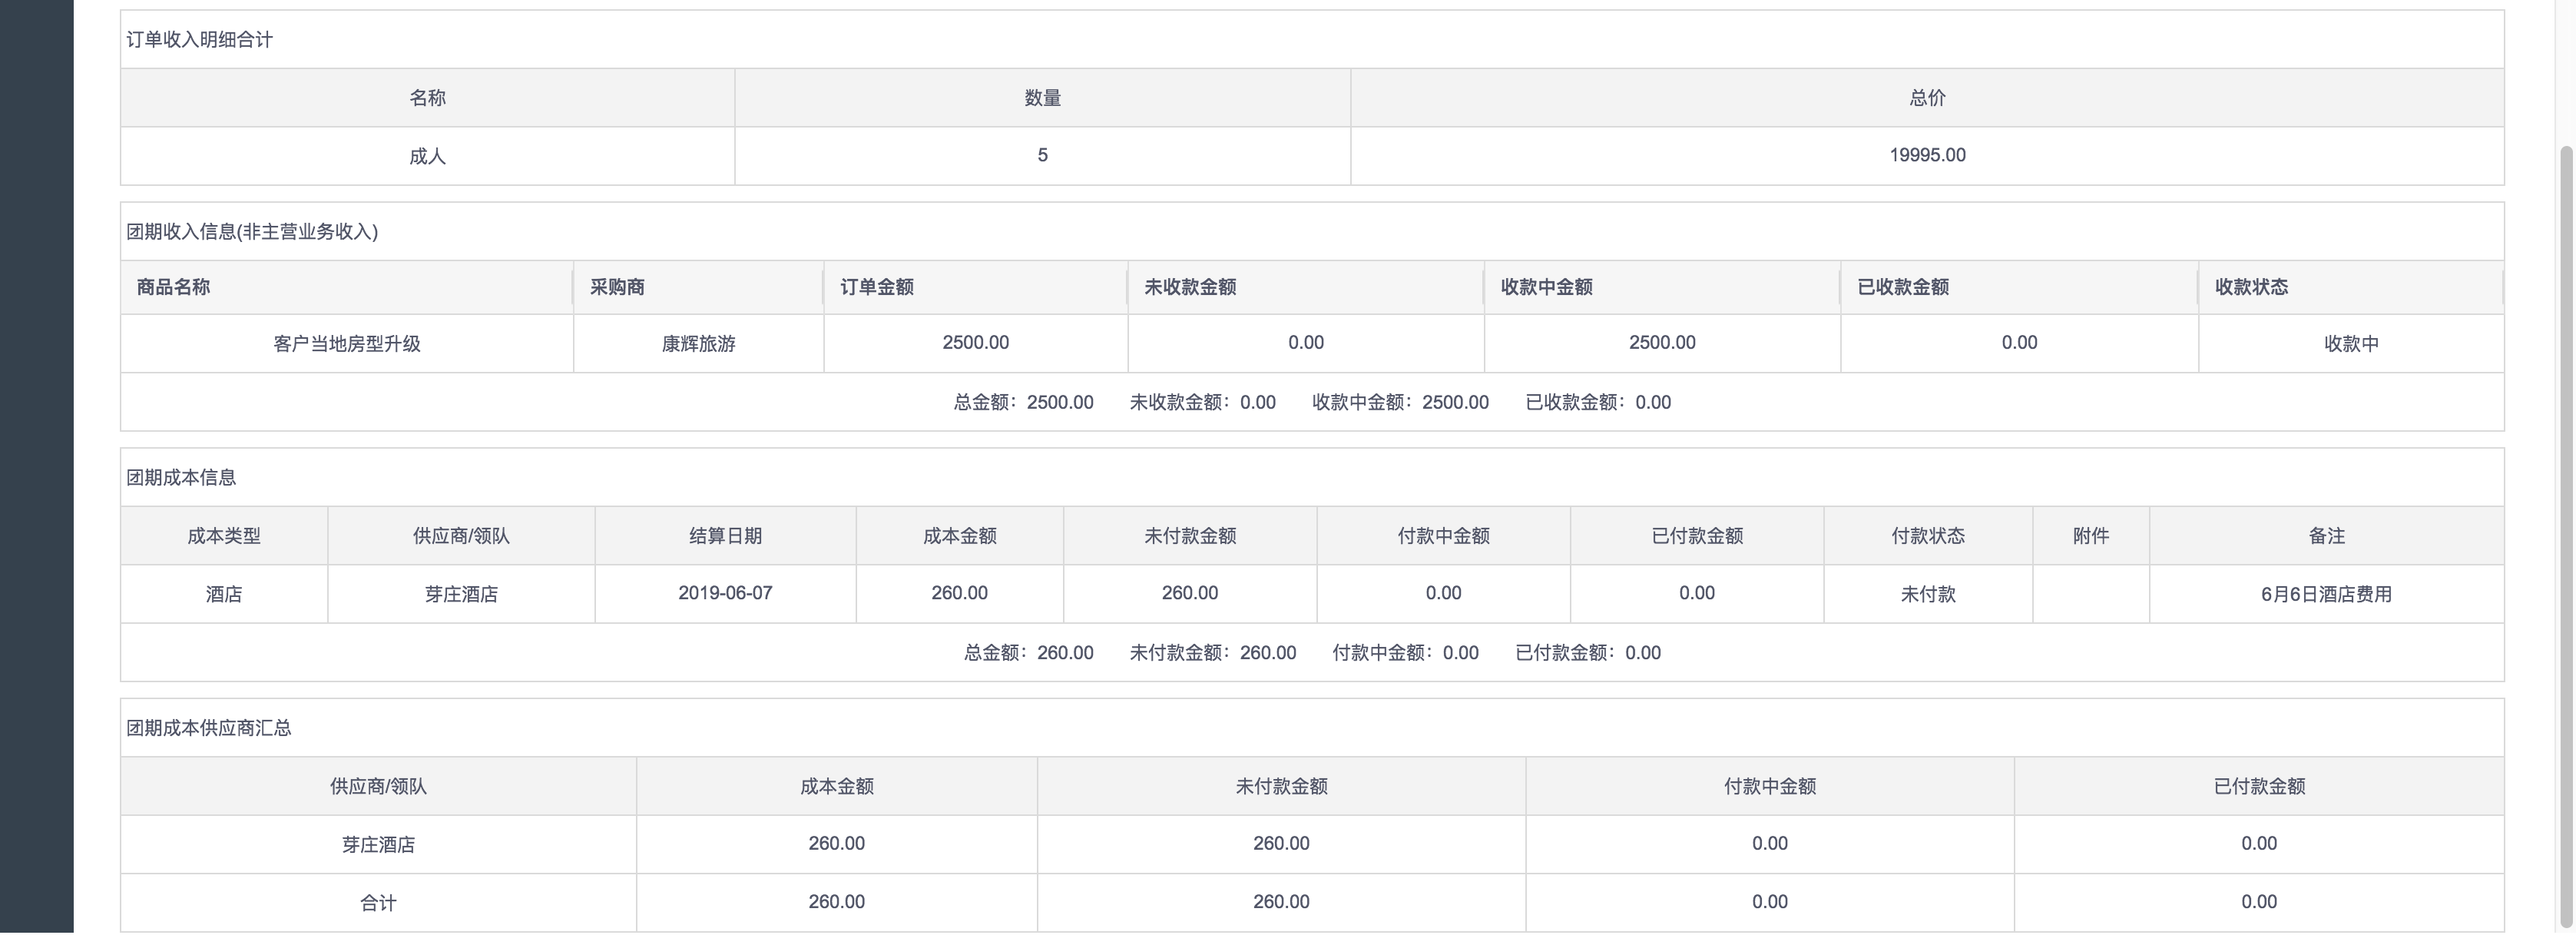 订单收入明细合计
名称 数量 总价
成人 5 19995.00
团期收入信息(非主营业务收入)
商品名称 采购商 订单金额 未收款金额 收款中金额 已收款金额 收款状态
客户当地房型升级 康辉旅游 2500.00 0.00 2500.00 0.00 收款中
总金额：2500.00 未收款金额：0.00 收款中金额：2500.00 已收款金额：0.00
团期成本信息
成本类型 供应商/领队 结算日期 成本金额 未付款金额 付款中金额 已付款金额 付款状态 附件 备注
酒店 芽庄酒店 2019-06-07 260.00 260.00 0.00 0.00 未付款 6月6日酒店费用
总金额：260.00 未付款金额：260.00 付款中金额：0.00 已付款金额：0.00
团期成本供应商汇总
供应商/领队 成本金额 未付款金额 付款中金额 已付款金额
芽庄酒店 260.00 260.00 0.00 0.00
合计 260.00 260.00 0.00 0.00